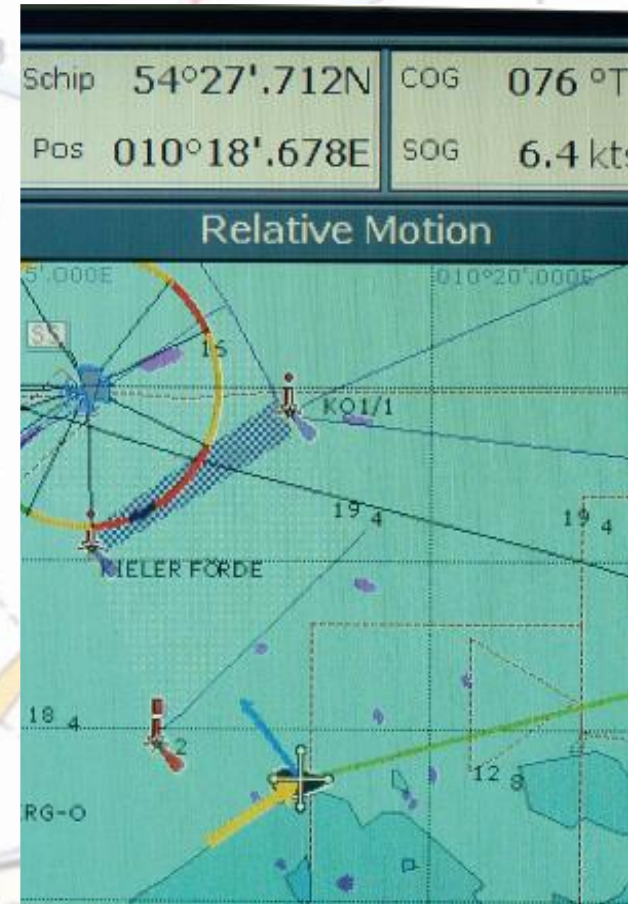 Schip 54°27'.712N
COG 076 °T
Pos 010°18'.678E
SOG 6.4 kts
Relative Motion
5'.000E
010°20'.000E
SS
15
KO1/1
19 4
19 4
KIELER FÖRDE
18 4
2
12 8
RG-O